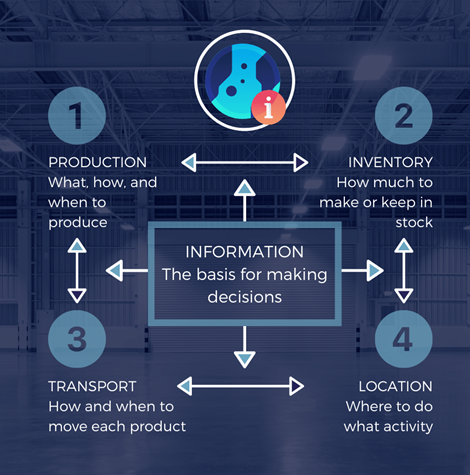 i
1
PRODUCTION
What, how, and
when to
produce
2
INVENTORY
How much to
make or keep in
stock
INFORMATION
The basis for making
decisions
3
TRANSPORT
How and when to
move each product
4
LOCATION
Where to do
what activity